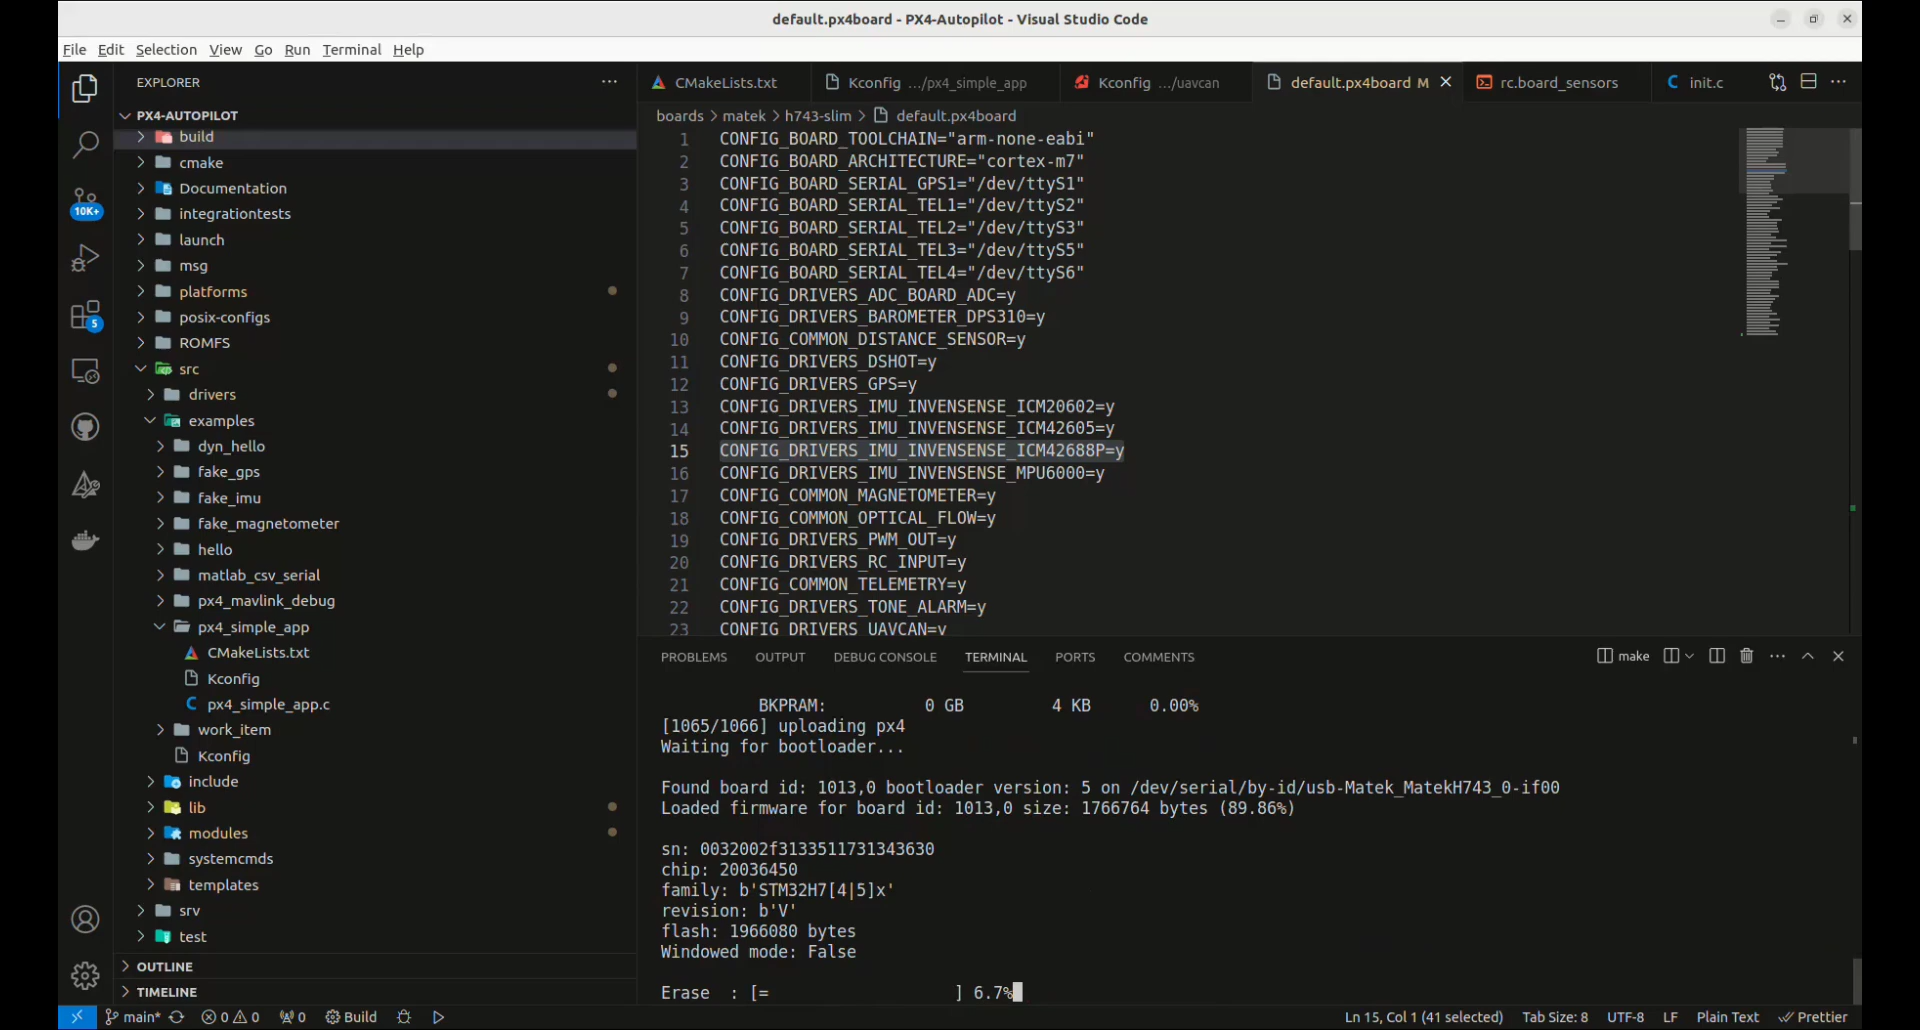 default.px4board - PX4-Autopilot - Visual Studio Code
File Edit Selection View Go Run Terminal Help
EXPLORER
PX4-AUTOPILOT
build
cmake
Documentation
integrationtests
launch
msg
platforms
posix-configs
ROMFS
src
drivers
examples
dyn_hello
fake_gps
fake_imu
fake_magnetometer
hello
matlab_csv_serial
px4_mavlink_debug
px4_simple_app
CMakeLists.txt
Kconfig
px4_simple_app.c
work_item
Kconfig
include
lib
modules
systemcmds
templates
srv
test
OUTLINE
TIMELINE
10K+
5
CMakeLists.txt Kconfig .../px4_simple_app Kconfig .../uavcan default.px4board M rc.board_sensors C init.c
boards > matek > h743-slim > default.px4board
1 CONFIG_BOARD_TOOLCHAIN="arm-none-eabi"
2 CONFIG_BOARD_ARCHITECTURE="cortex-m7"
3 CONFIG_BOARD_SERIAL_GPS1="/dev/ttyS1"
4 CONFIG_BOARD_SERIAL_TEL1="/dev/ttyS2"
5 CONFIG_BOARD_SERIAL_TEL2="/dev/ttyS3"
6 CONFIG_BOARD_SERIAL_TEL3="/dev/ttyS5"
7 CONFIG_BOARD_SERIAL_TEL4="/dev/ttyS6"
8 CONFIG_DRIVERS_ADC_BOARD_ADC=y
9 CONFIG_DRIVERS_BAROMETER_DPS310=y
10 CONFIG_COMMON_DISTANCE_SENSOR=y
11 CONFIG_DRIVERS_DSHOT=y
12 CONFIG_DRIVERS_GPS=y
13 CONFIG_DRIVERS_IMU_INVENSENSE_ICM20602=y
14 CONFIG_DRIVERS_IMU_INVENSENSE_ICM42605=y
15 CONFIG_DRIVERS_IMU_INVENSENSE_ICM42688P=y
16 CONFIG_DRIVERS_IMU_INVENSENSE_MPU6000=y
17 CONFIG_COMMON_MAGNETOMETER=y
18 CONFIG_COMMON_OPTICAL_FLOW=y
19 CONFIG_DRIVERS_PWM_OUT=y
20 CONFIG_DRIVERS_RC_INPUT=y
21 CONFIG_COMMON_TELEMETRY=y
22 CONFIG_DRIVERS_TONE_ALARM=y
23 CONFIG_DRIVERS_UAVCAN=y
PROBLEMS OUTPUT DEBUG CONSOLE TERMINAL PORTS COMMENTS make
BKPRAM: 0 GB 4 KB 0.00%
[1065/1066] uploading px4
Waiting for bootloader...
Found board id: 1013,0 bootloader version: 5 on /dev/serial/by-id/usb-Matek_MatekH743_0-if00
Loaded firmware for board id: 1013,0 size: 1766764 bytes (89.86%)
sn: 0032002f3133511731343630
chip: 20036450
family: b'STM32H7[4|5]x'
revision: b'V'
flash: 1966080 bytes
Windowed mode: False
Erase : [= ] 6.7%
main* 0 0 0 Build Ln 15, Col 1 (41 selected) Tab Size: 8 UTF-8 LF Plain Text Prettier